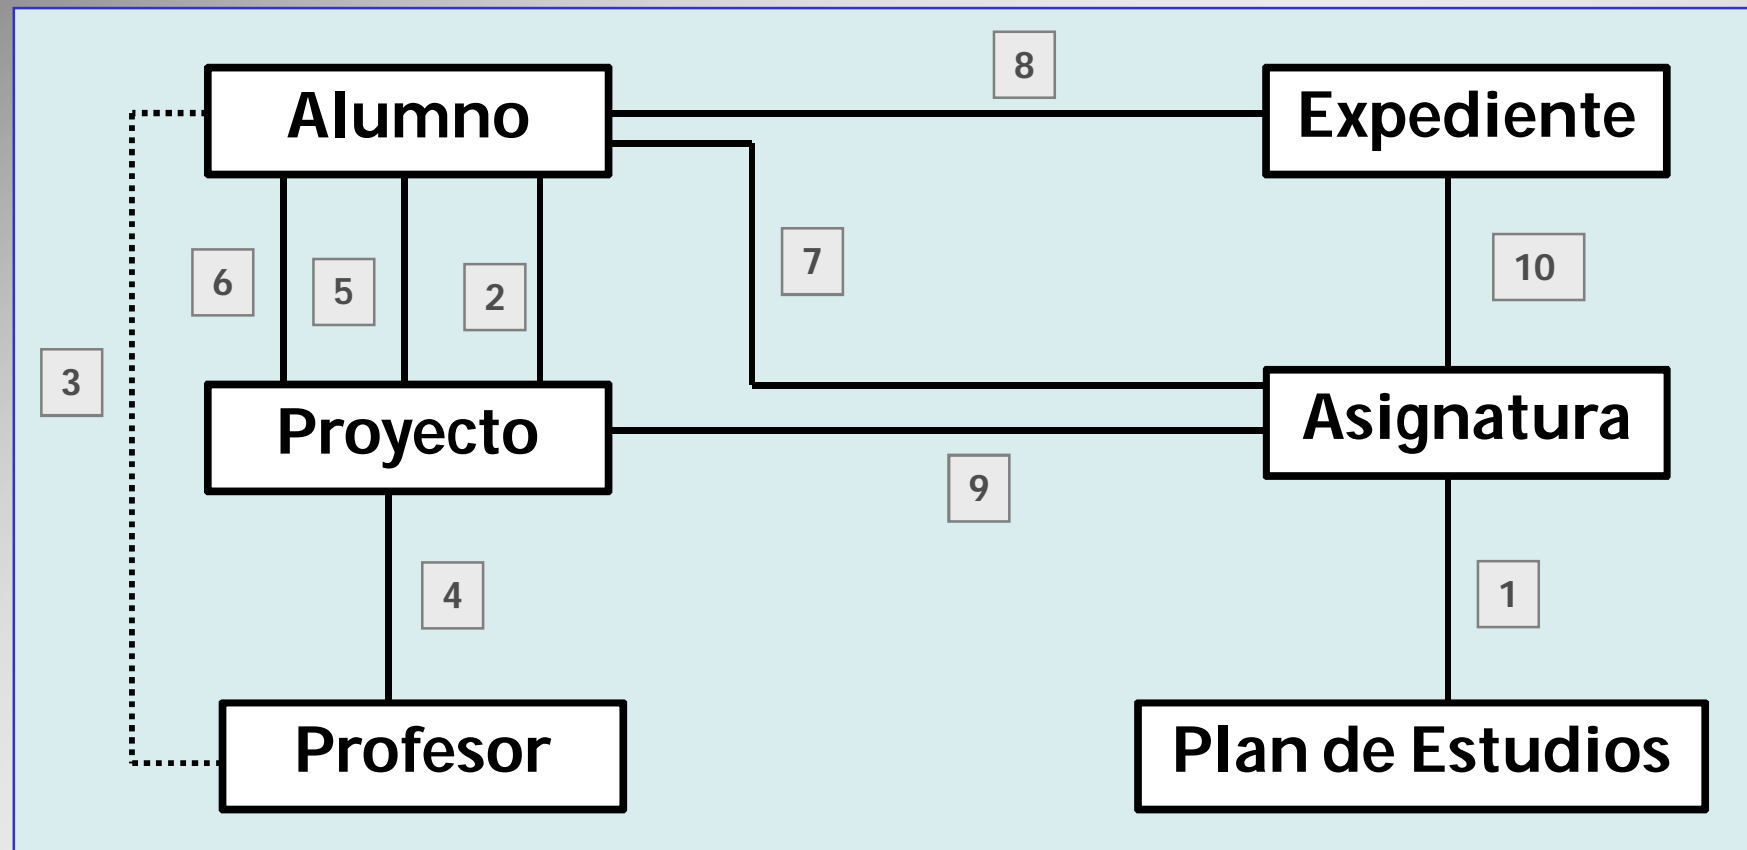 8
Alumno
Expediente
7
10
6
5
2
3
Proyecto
Asignatura
9
4
1
Profesor
Plan de Estudios